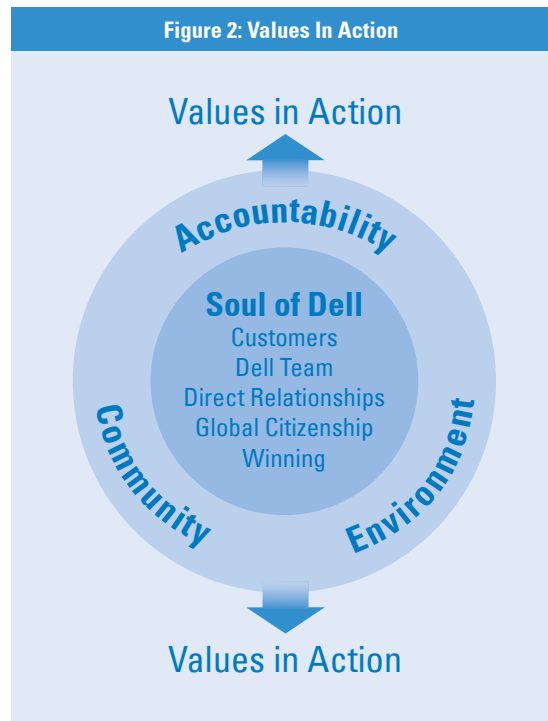 Figure 2: Values In Action
Values in Action
Accountability
Soul of Dell
Customers
Dell Team
Direct Relationships
Global Citizenship
Winning
Community
Environment
Values in Action